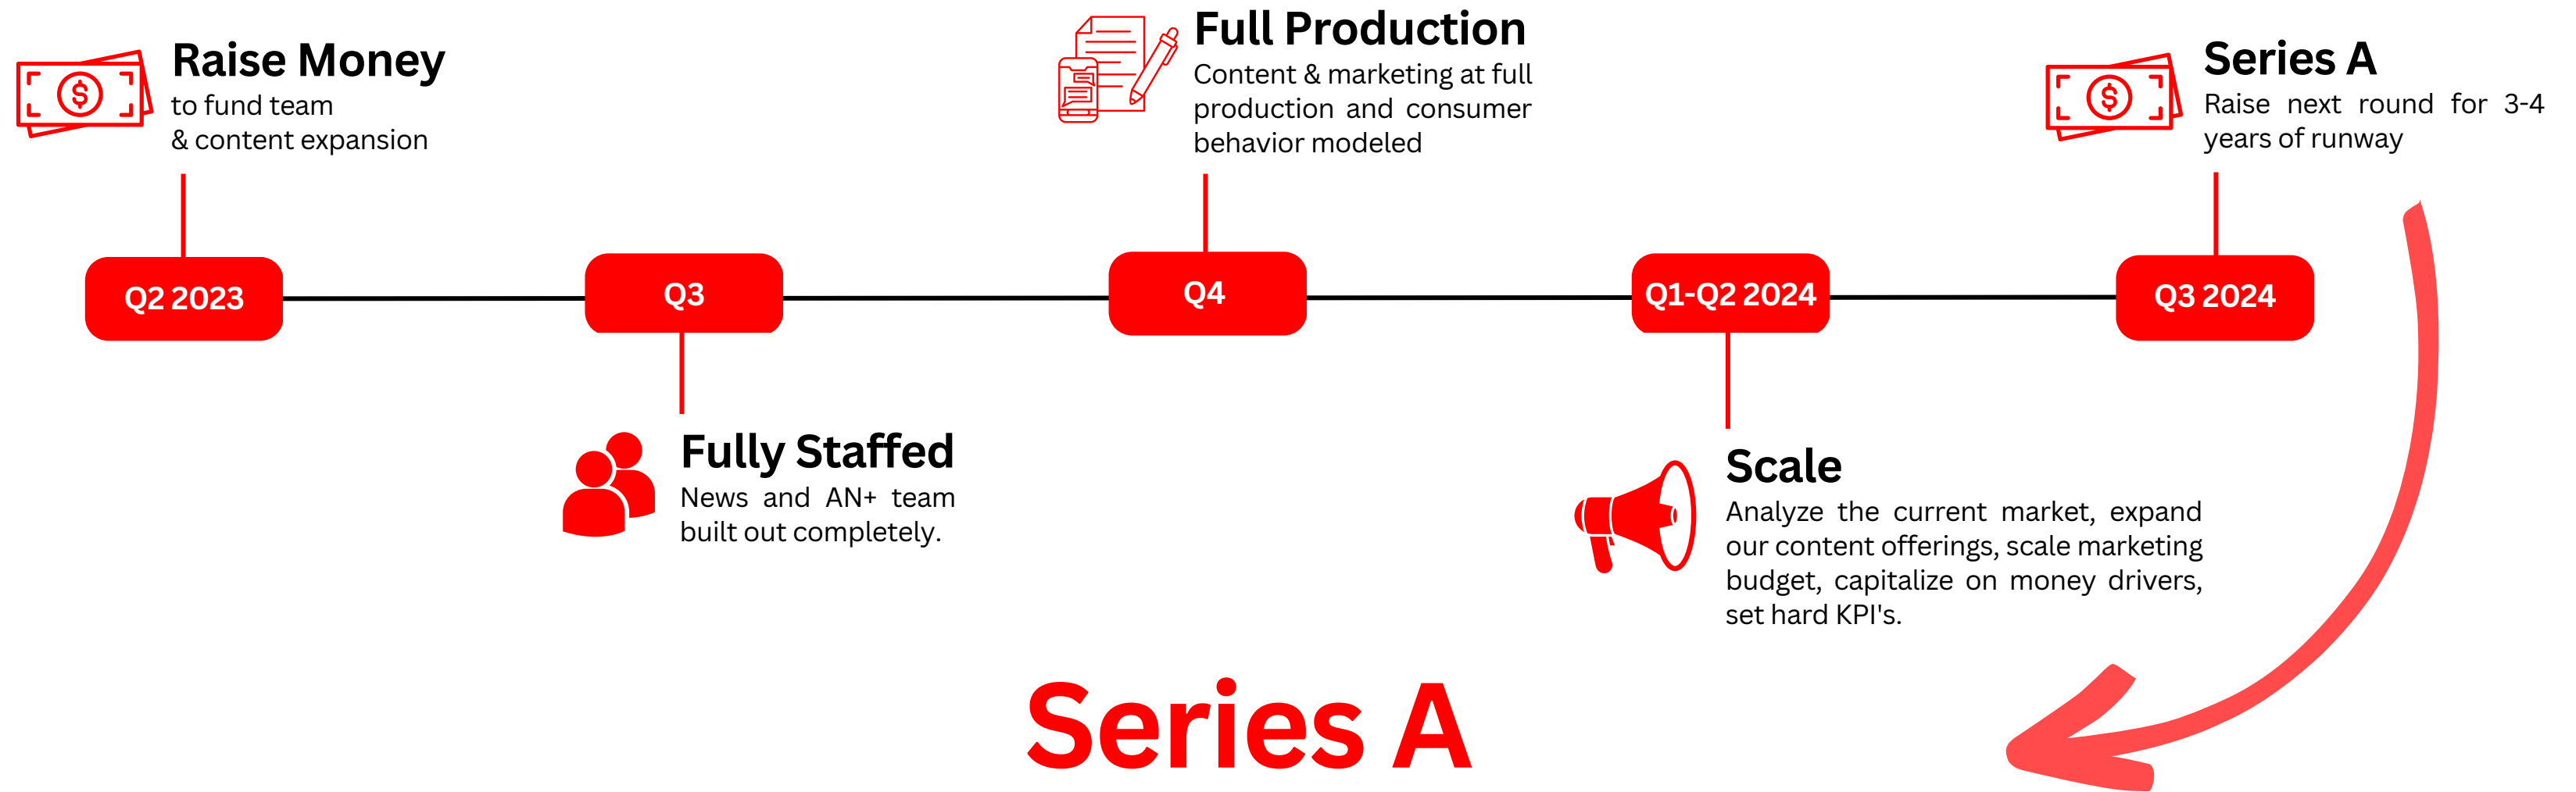 Raise Money
to fund team
& content expansion
Full Production
Content & marketing at full
production and consumer
behavior modeled
Series A
Raise next round for 3-4
years of runway
Q2 2023
Q3
Q4
Q1-Q2 2024
Q3 2024
Fully Staffed
News and AN+ team
built out completely.
Scale
Analyze the current market, expand
our content offerings, scale marketing
budget, capitalize on money drivers,
set hard KPI's.
Series A